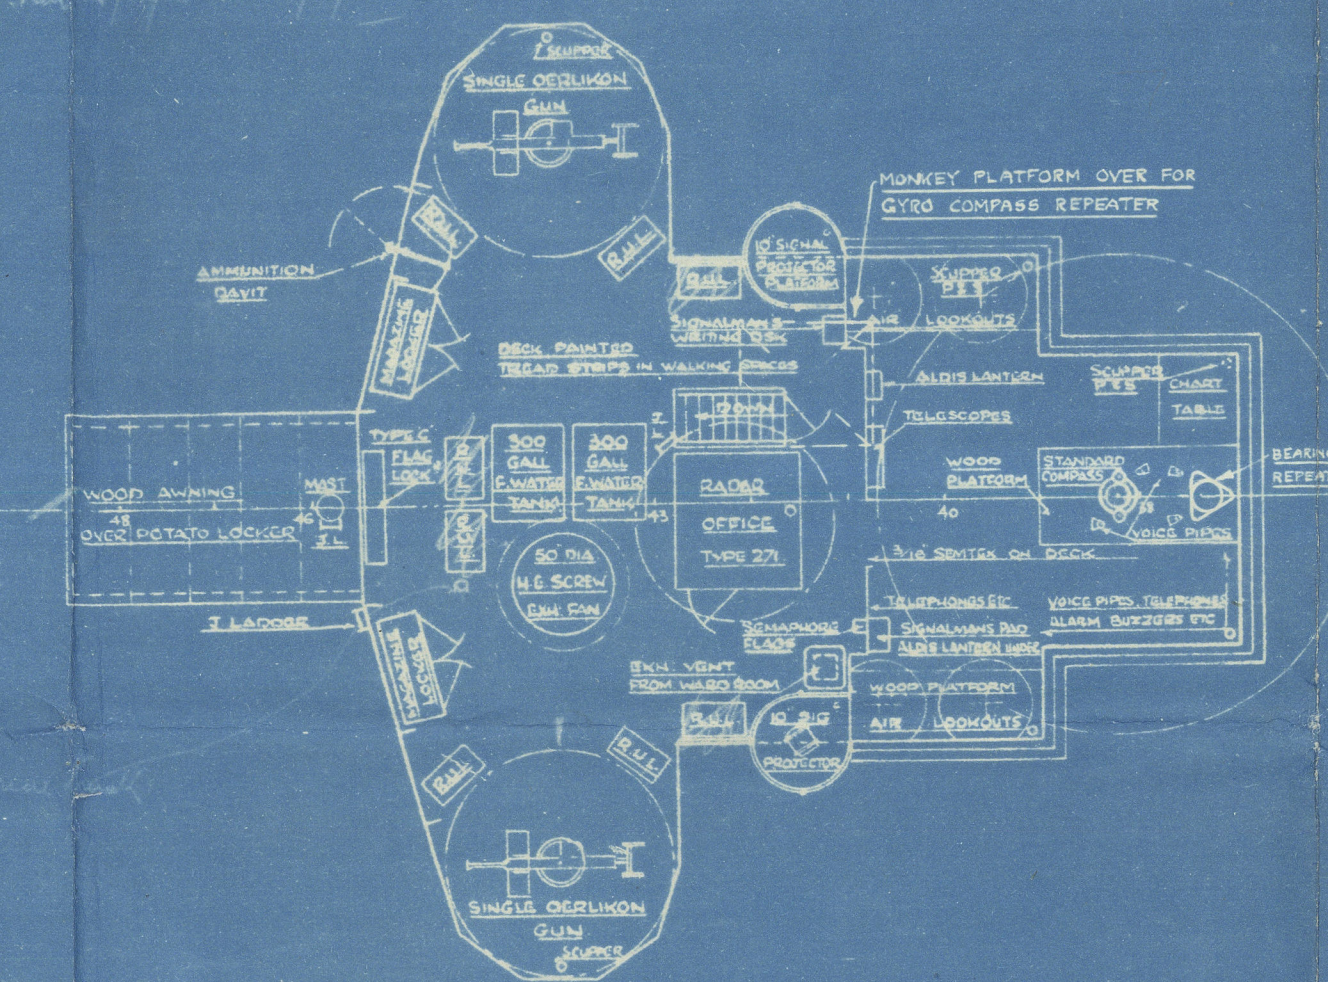 SCUPPER
SINGLE OERLIKON
GUN
MONKEY PLATFORM OVER FOR
GYRO COMPASS REPEATER
R.U.L
R.U.L
AMMUNITION
DAVIT
10" SIGNAL
PROJECTOR
PLATFORM
R.U.L
SCUPPER
P & S
MAGAZINE
LOCKER
SIGNALMAN'S
WRITING DSK
AIR LOOKOUTS
DECK PAINTED
TREAD STRIPS IN WALKING SPACES
ALDIS LANTERN
SCUPPER
P & S
CHART
TABLE
DOWN
TELESCOPES
TYPE C
FLAG
LOCK
300
GALL
F. WATER
TANK
300
GALL
F. WATER
TANK
43
RADAR
OFFICE
TYPE 271
WOOD
PLATFORM
STANDARD
COMPASS
BEARING
REPEAT
WOOD AWNING
48
OVER POTATO LOCKER
46
MAST
J.L
40
38
VOICE PIPES
50" DIA
H.E SCREW
EXH. FAN
3/16" SEMTEX ON DECK
J LADDER
TELEPHONES ETC
VOICE PIPES, TELEPHONES
ALARM BUZZERS ETC
SEMAPHORE
FLAGS
SIGNALMANS PAD
ALDIS LANTERN UNDER
MAGAZINE
LOCKER
EXH. VENT
FROM WARD ROOM
WOOD PLATFORM
R.U.L
10" SIG
PROJECTOR
AIR LOOKOUTS
R.U.L
R.U.L
SINGLE OERLIKON
GUN
SCUPPER